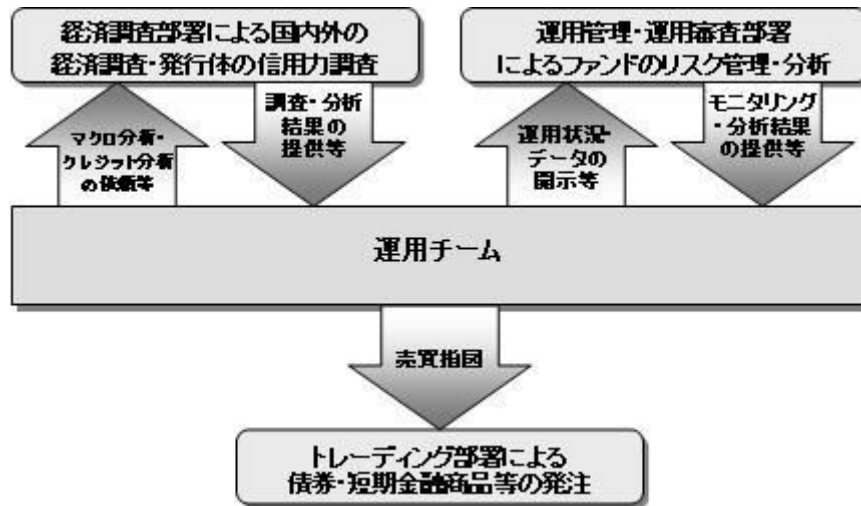 経済調査部署による国内外の
経済調査・発行体の信用力調査
運用管理・運用審査部署
によるファンドのリスク管理・分析
マクロ分析・
クレジット分析
の依頼等
調査・分析
結果の
提供等
運用状況・
データの
開示等
モニタリング
・分析結果
の提供等
運用チーム
売買指図
トレーディング部署による
債券・短期金融商品等の発注